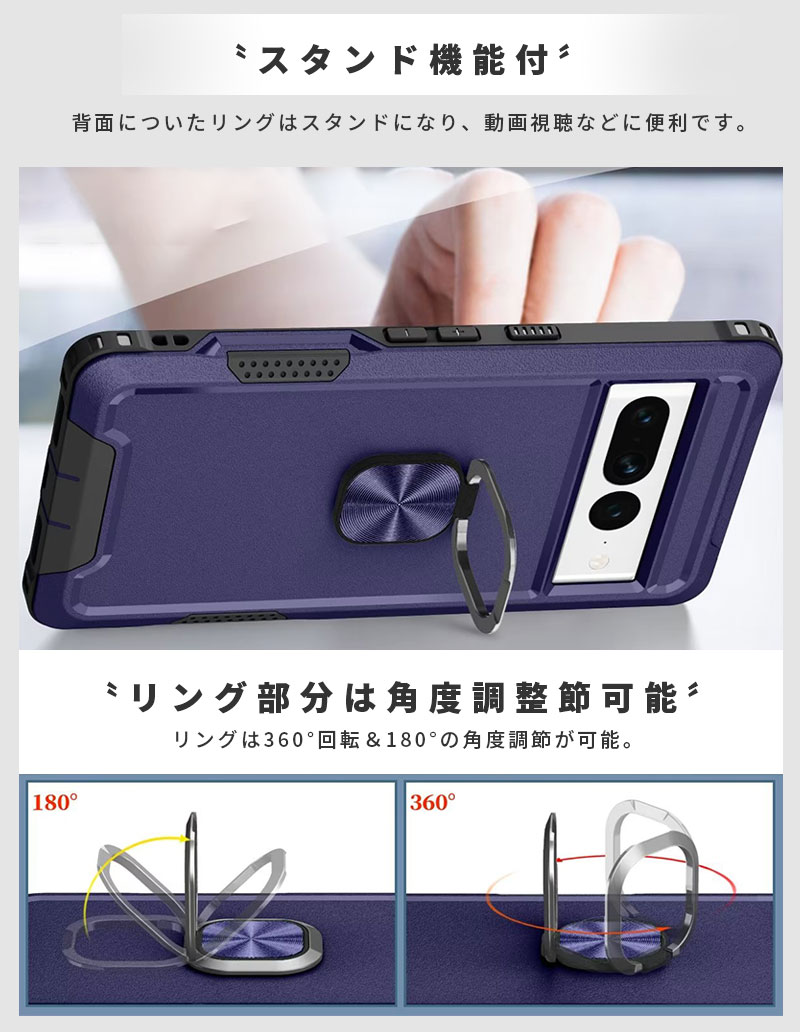 スタンド機能付
背面についたリングはスタンドになり、動画視聴などに便利です。
リング部分は角度調整節可能
リングは360°回転＆180°の角度調節が可能。
180°
360°